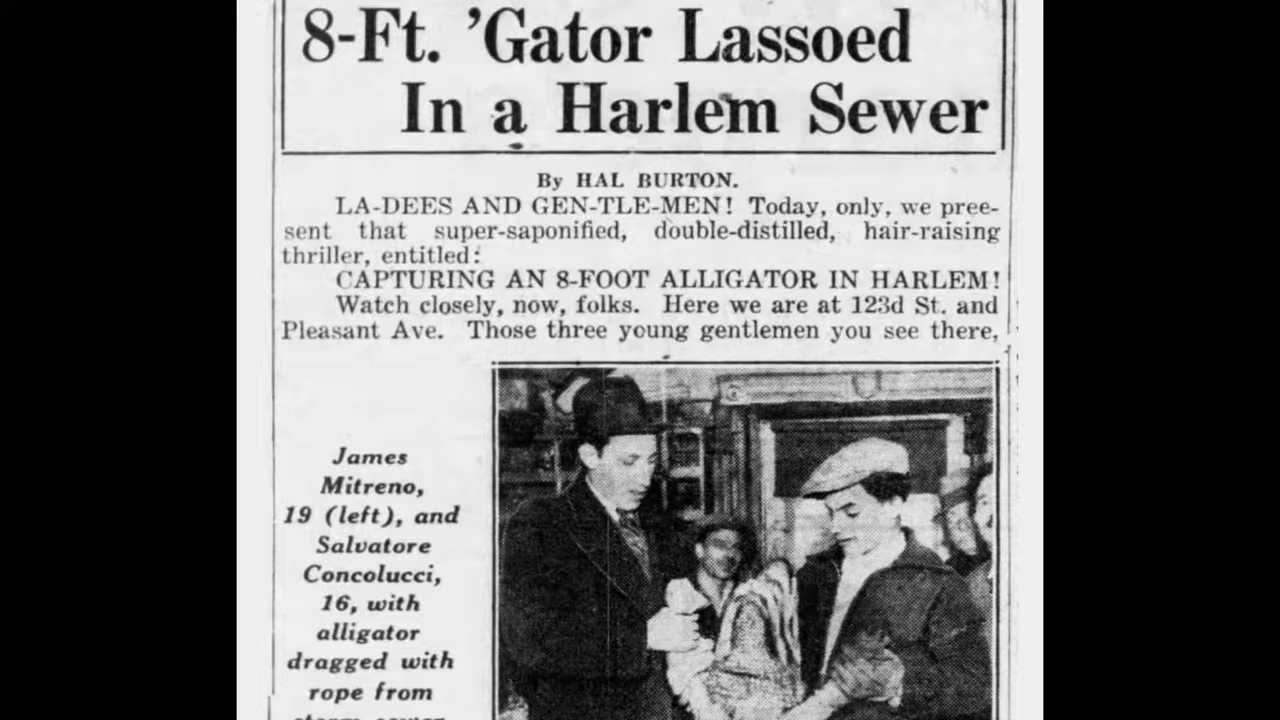 8-Ft. ’Gator Lassoed
In a Harlem Sewer
By HAL BURTON.
LA-DEES AND GEN-TLE-MEN! Today, only, we pree-
sent that super-saponified, double-distilled, hair-raising
thriller, entitled:
CAPTURING AN 8-FOOT ALLIGATOR IN HARLEM!
Watch closely, now, folks. Here we are at 123d St. and
Pleasant Ave. Those three young gentlemen you see there,
James
Mitreno,
19 (left), and
Salvatore
Concolucci,
16, with
alligator
dragged with
rope from
storm sewer